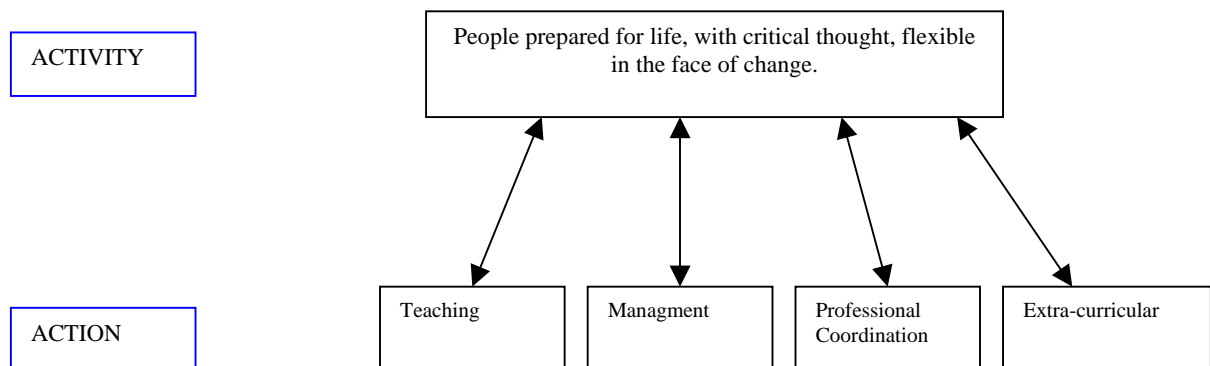 ACTIVITY
People prepared for life, with critical thought, flexible
in the face of change.
ACTION
Teaching
Managment
Professional
Coordination
Extra-curricular